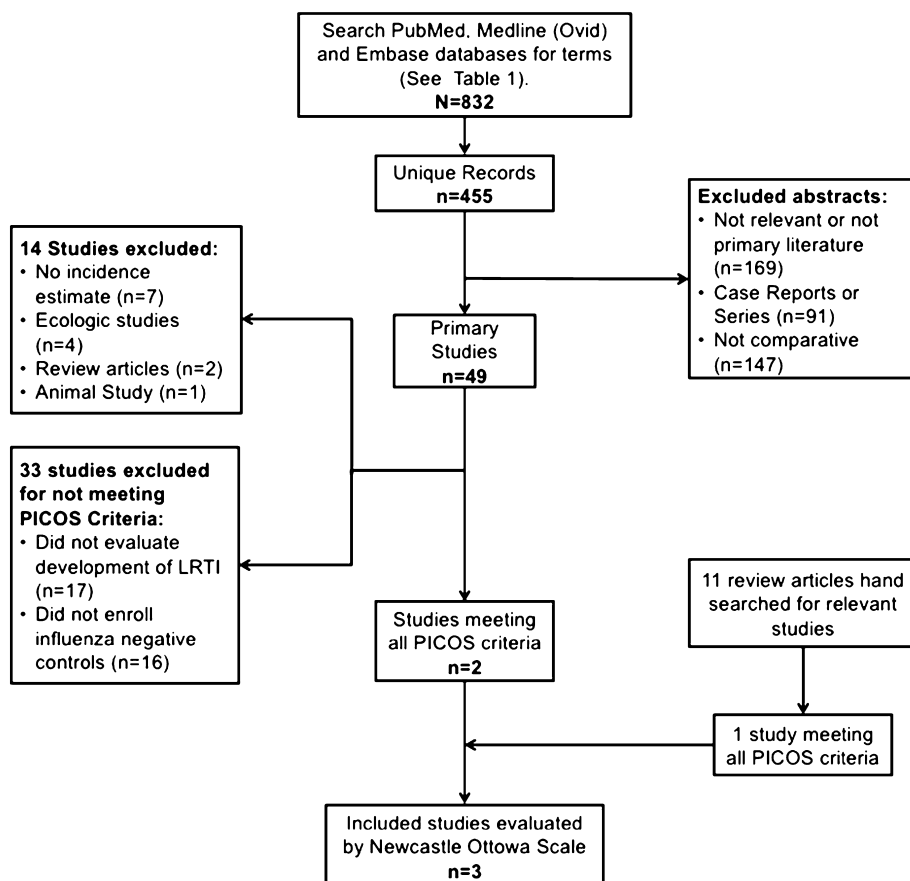 Search PubMed, Medline (Ovid)
and Embase databases for terms
(See Table 1).
N=832
Unique Records
n=455
Excluded abstracts:
• Not relevant or not
primary literature
(n=169)
• Case Reports or
Series (n=91)
• Not comparative
(n=147)
14 Studies excluded:
• No incidence
estimate (n=7)
• Ecologic studies
(n=4)
• Review articles (n=2)
• Animal Study (n=1)
Primary
Studies
n=49
33 studies excluded
for not meeting
PICOS Criteria:
• Did not evaluate
development of LRTI
(n=17)
• Did not enroll
influenza negative
controls (n=16)
11 review articles hand
searched for relevant
studies
Studies meeting
all PICOS criteria
n=2
1 study meeting
all PICOS criteria
Included studies evaluated
by Newcastle Ottowa Scale
n=3